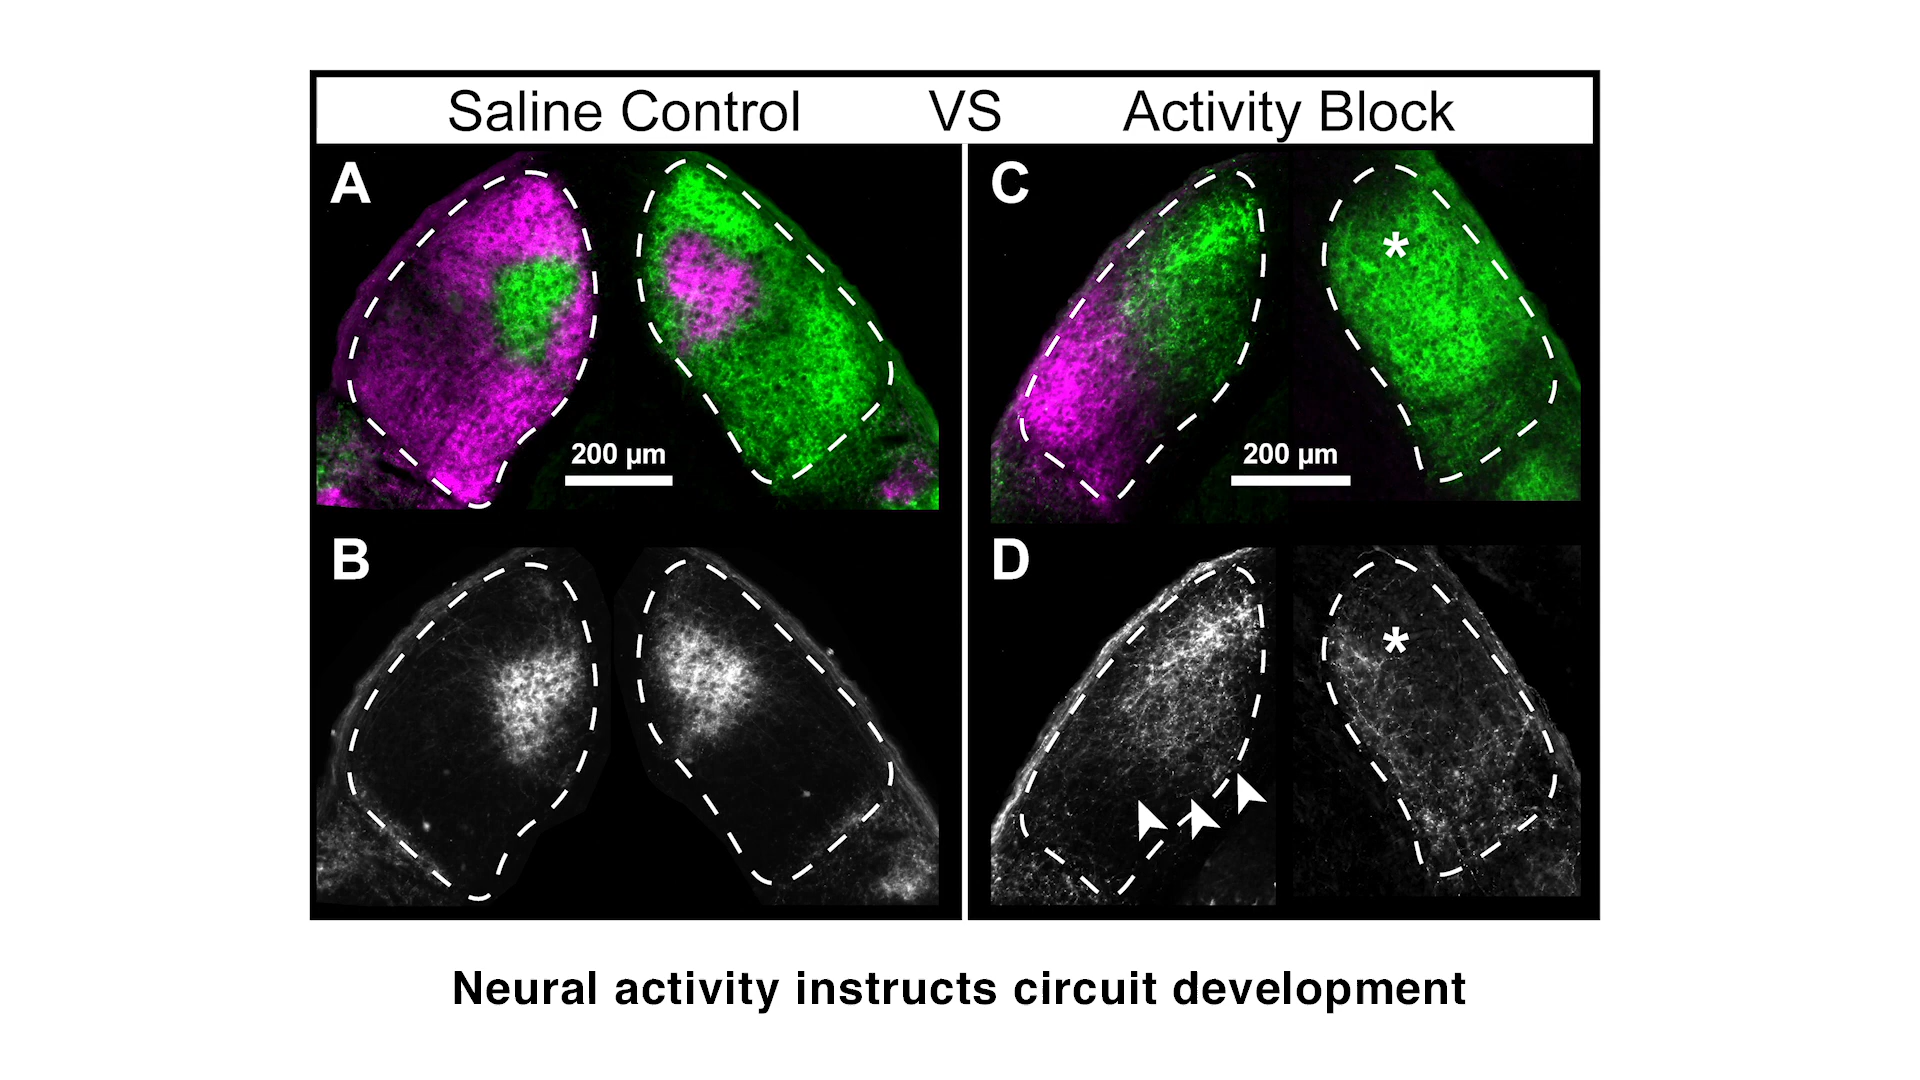 Saline Control VS Activity Block
A
C
*
200 µm
200 µm
B
D
*
Neural activity instructs circuit development